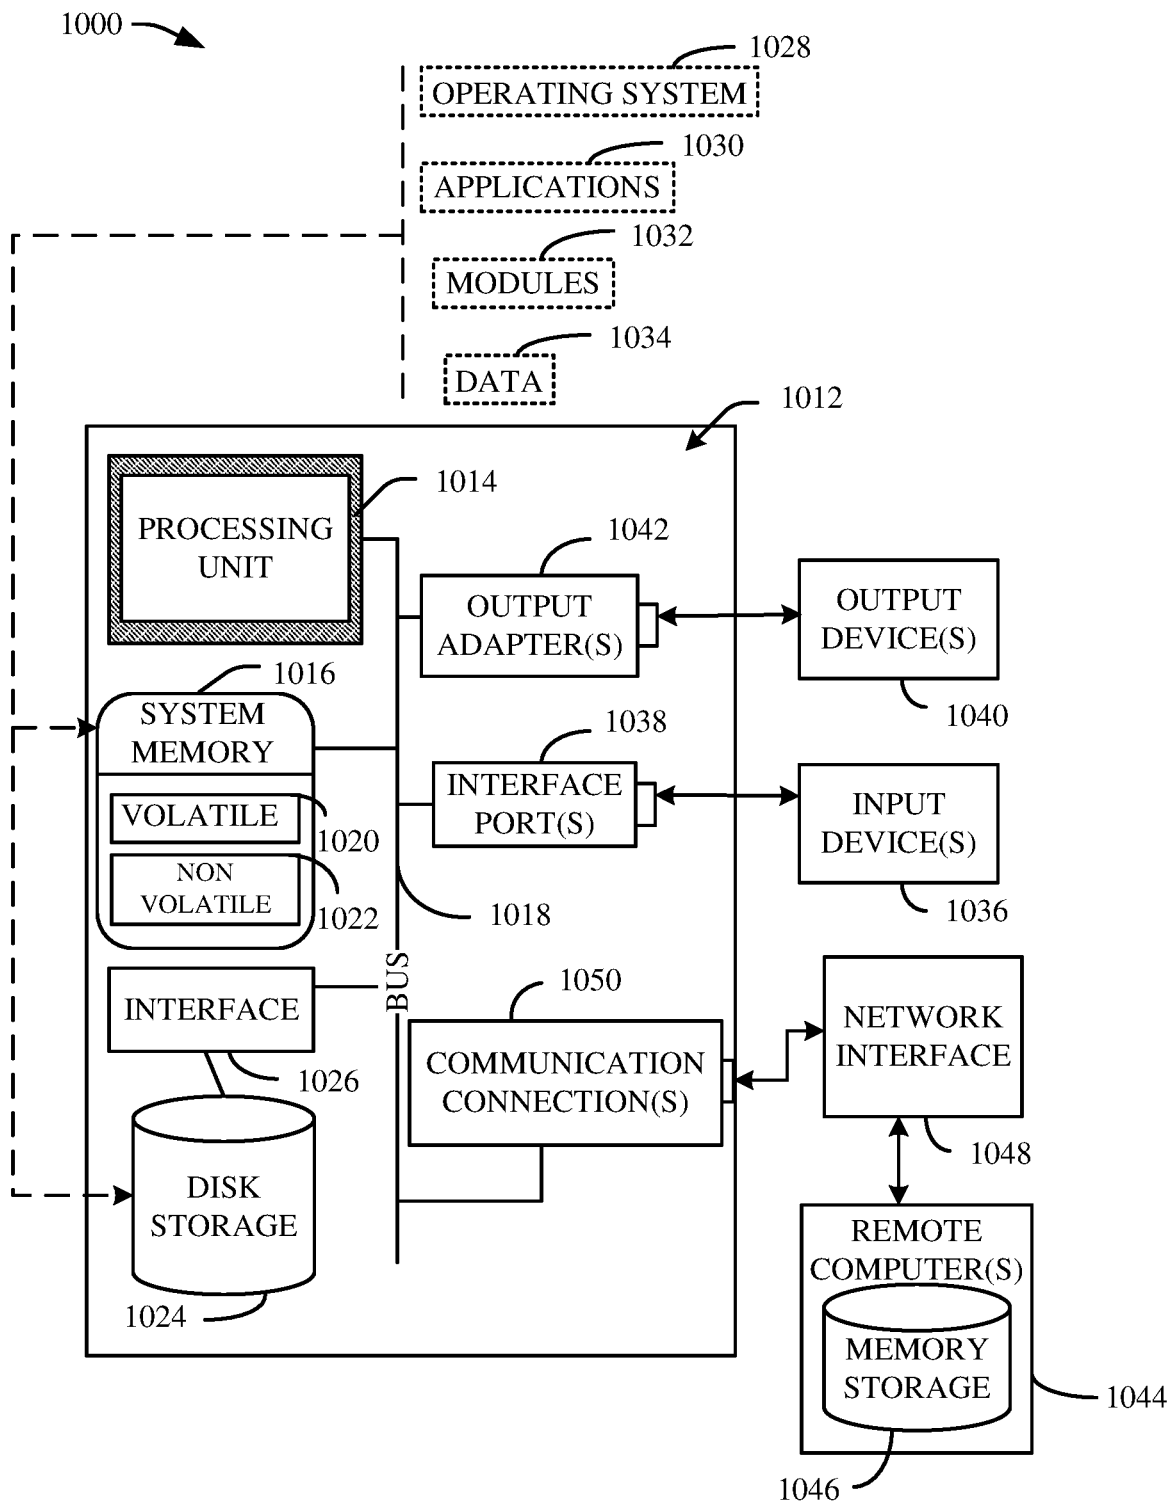 1000
1028
OPERATING SYSTEM
1030
APPLICATIONS
1032
MODULES
1034
DATA
1012
1014
PROCESSING
UNIT
1042
OUTPUT
ADAPTER(S)
OUTPUT
DEVICE(S)
1040
1016
SYSTEM
MEMORY
VOLATILE
1020
NON
VOLATILE
1022
1038
INTERFACE
PORT(S)
INPUT
DEVICE(S)
1036
1018
BUS
INTERFACE
1026
1050
COMMUNICATION
CONNECTION(S)
NETWORK
INTERFACE
1048
DISK
STORAGE
1024
REMOTE
COMPUTER(S)
MEMORY
STORAGE
1044
1046